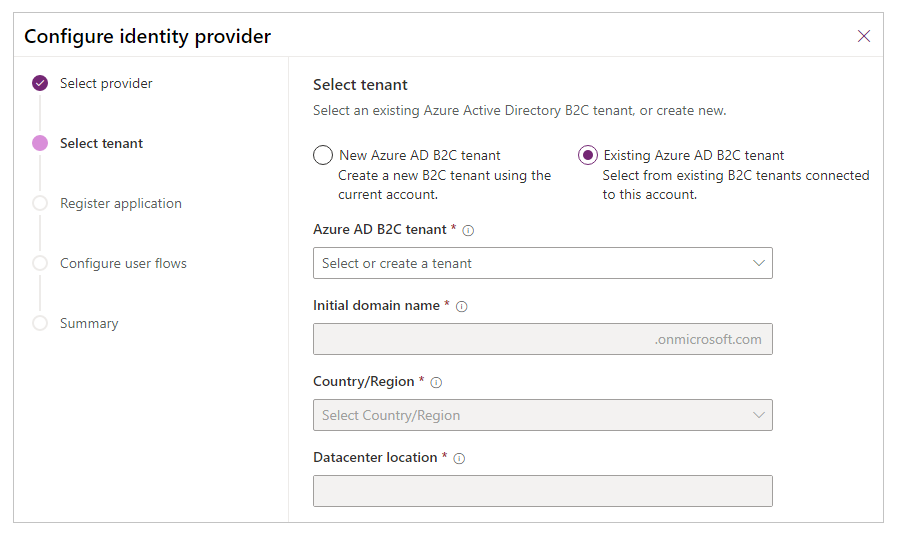 Configure identity provider
Select provider
Select tenant
Register application
Configure user flows
Summary
Select tenant
Select an existing Azure Active Directory B2C tenant, or create new.
New Azure AD B2C tenant
Create a new B2C tenant using the
current account.
Existing Azure AD B2C tenant
Select from existing B2C tenants connected
to this account.
Azure AD B2C tenant *
Select or create a tenant
Initial domain name *
.onmicrosoft.com
Country/Region *
Select Country/Region
Datacenter location *